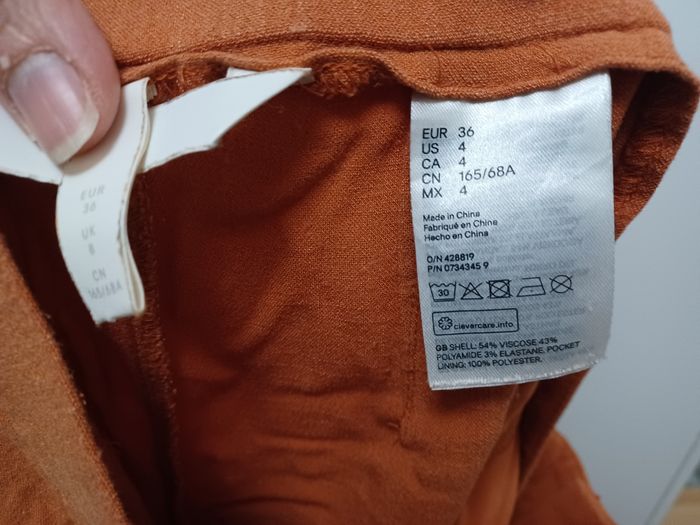 EUR
36
UK
8
CN
165/68A
EUR 36
US 4
CA 4
CN 165/68A
MX 4
Made in China
Fabriqué en Chine
Hecho en China
O/N 428819
P/N 0734345 9
30
clevercare.info
GB SHELL: 54% VISCOSE 43%
POLYAMIDE 3% ELASTANE. POCKET
LINING: 100% POLYESTER.